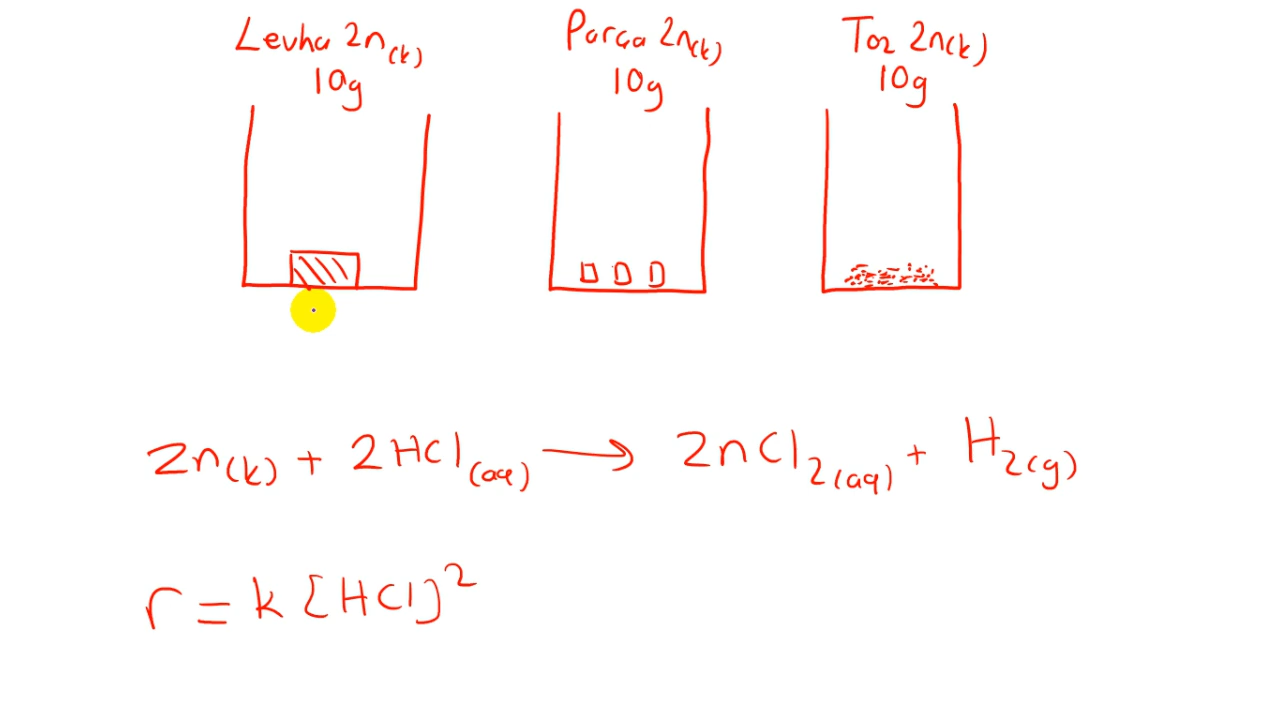 Levha Zn(k)
10g
Parça Zn(k)
10g
Toz Zn(k)
10g
Zn(k) + 2HCl(aq) → ZnCl₂(aq) + H₂(g)
r = k [HCl]²